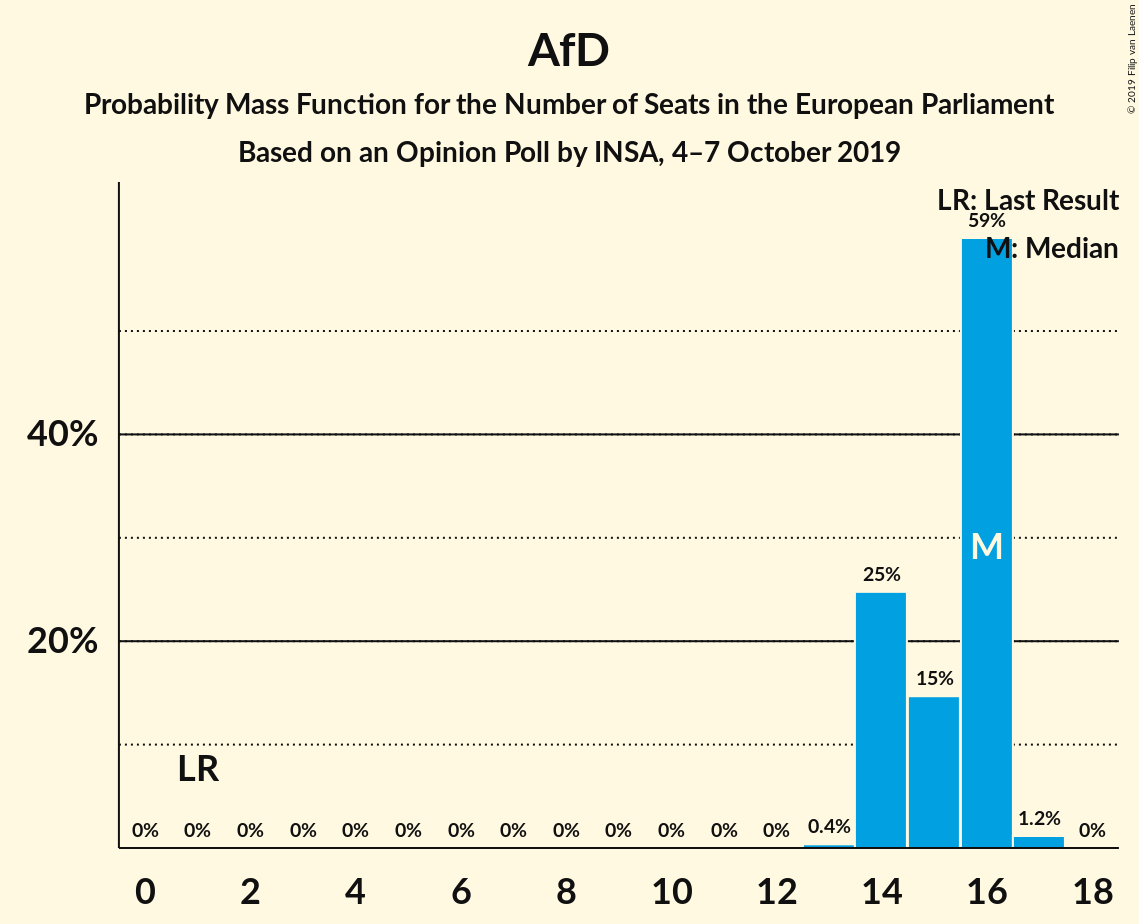 AfD
Probability Mass Function for the Number of Seats in the European Parliament
Based on an Opinion Poll by INSA, 4–7 October 2019
© 2019 Filip van Laenen
LR: Last Result
59%
M: Median
40%
M
25%
20%
15%
LR
0% 0% 0% 0% 0% 0% 0% 0% 0% 0% 0% 0% 0% 0.4% 1.2% 0%
0 2 4 6 8 10 12 14 16 18